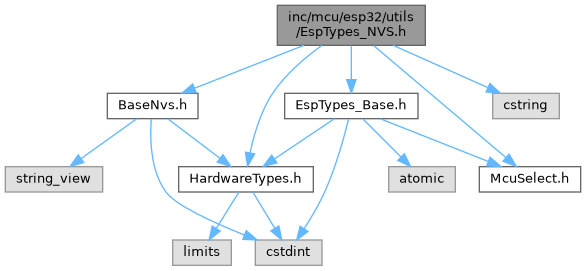 inc/mcu/esp32/utils
/EspTypes_NVS.h
BaseNvs.h
EspTypes_Base.h
cstring
string_view
HardwareTypes.h
atomic
McuSelect.h
limits
cstdint